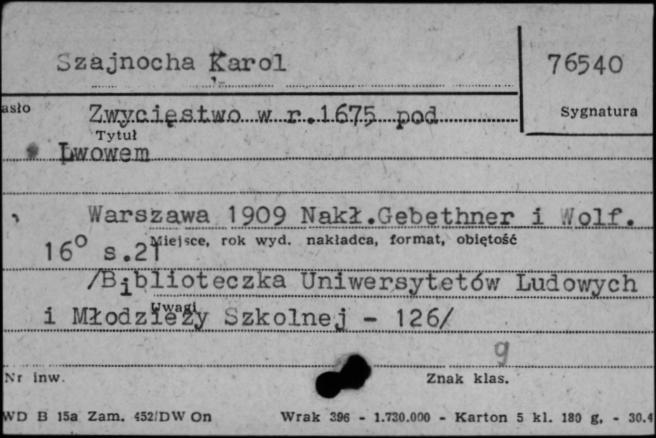 Szajnocha Karol
76540
asło
Zwycięstwo w r.1675 pod
Sygnatura
Tytuł
Lwowem
Warszawa 1909 Nakł.Gebethner i Wolf.
Miejsce, rok wyd. nakładca, format, objętość
16° s.21
/Biblioteczka Uniwersytetów Ludowych
Uwagi
i Młodzieży Szkolnej - 126/
g
Nr inw.
Znak klas.
WD B 15a Zam. 452/DW On
Wrak 396 - 1.730.000 - Karton 5 kl. 180 g. - 30.4